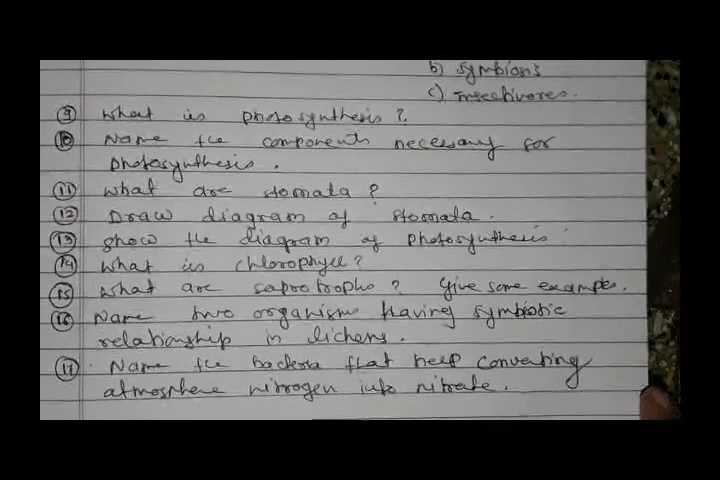 b) Symbions
c) Insectivores.
9 What is photosynthesis?
10 Name the components necessary for
photosynthesis.
11 What are stomata?
12 Draw diagram of stomata.
13 Show the diagram of photosynthesis
14 What is chlorophyll?
15 What are saprotrophs? Give some examples.
16 Name two organisms having symbiotic
relationship in lichens.
17 Name the bacteria that help converting
atmosphere nitrogen into nitrate.